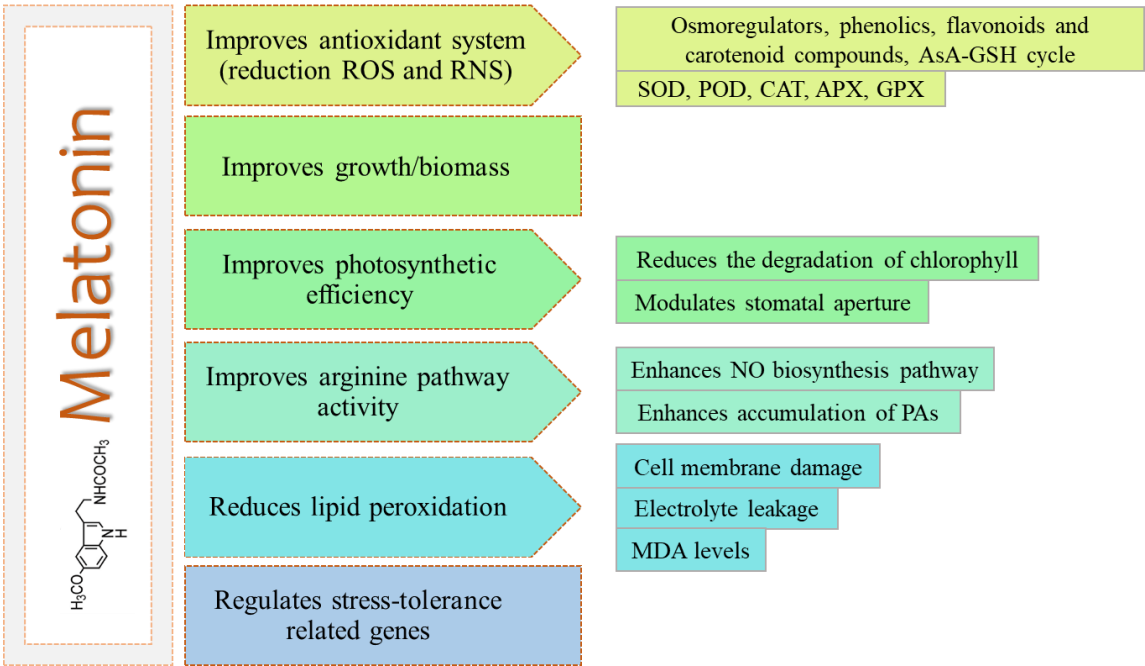 Melatonin
H₃CO
N
H
NHCOCH₃
Improves antioxidant system
(reduction ROS and RNS)
Osmoregulators, phenolics, flavonoids and
carotenoid compounds, AsA-GSH cycle
SOD, POD, CAT, APX, GPX
Improves growth/biomass
Improves photosynthetic
efficiency
Reduces the degradation of chlorophyll
Modulates stomatal aperture
Improves arginine pathway
activity
Enhances NO biosynthesis pathway
Enhances accumulation of PAs
Reduces lipid peroxidation
Cell membrane damage
Electrolyte leakage
MDA levels
Regulates stress-tolerance
related genes